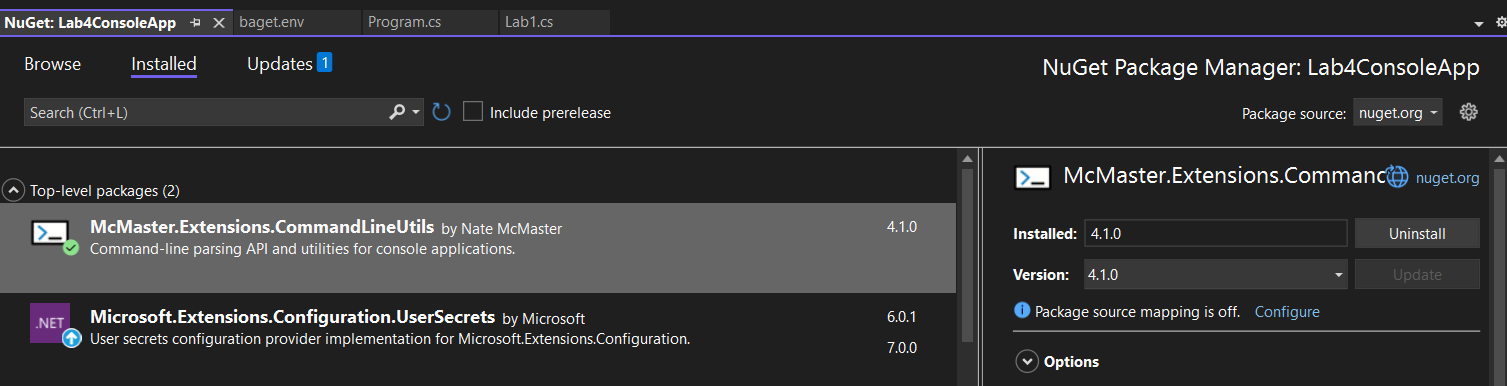 NuGet: Lab4ConsoleApp
baget.env
Program.cs
Lab1.cs
Browse
Installed
Updates 1
NuGet Package Manager: Lab4ConsoleApp
Search (Ctrl+L)
Include prerelease
Package source: nuget.org
Top-level packages (2)
McMaster.Extensions.CommandLineUtils by Nate McMaster
4.1.0
Command-line parsing API and utilities for console applications.
.NET
Microsoft.Extensions.Configuration.UserSecrets by Microsoft
6.0.1
User secrets configuration provider implementation for Microsoft.Extensions.Configuration.
7.0.0
McMaster.Extensions.Commanc
nuget.org
Installed: 4.1.0
Uninstall
Version: 4.1.0
Update
Package source mapping is off. Configure
Options